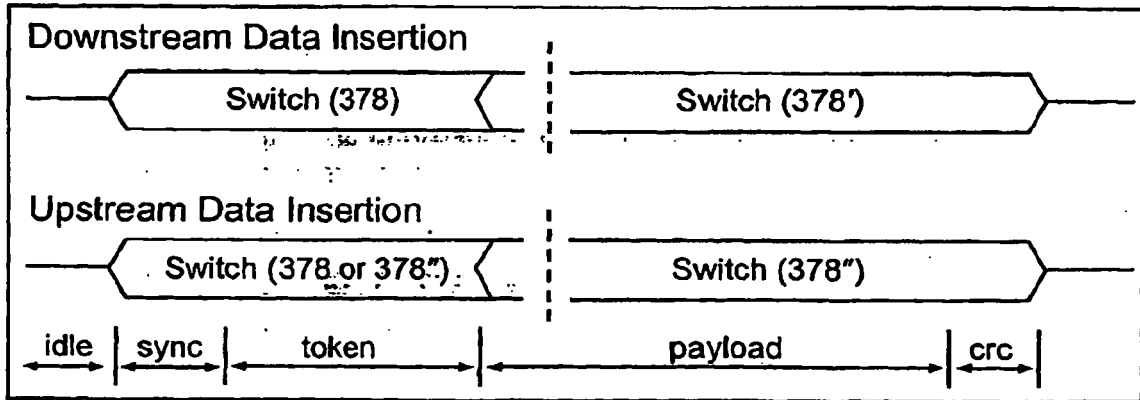 Downstream Data Insertion
Switch (378) Switch (378′)
Upstream Data Insertion
Switch (378 or 378″) Switch (378″)
idle sync token payload crc